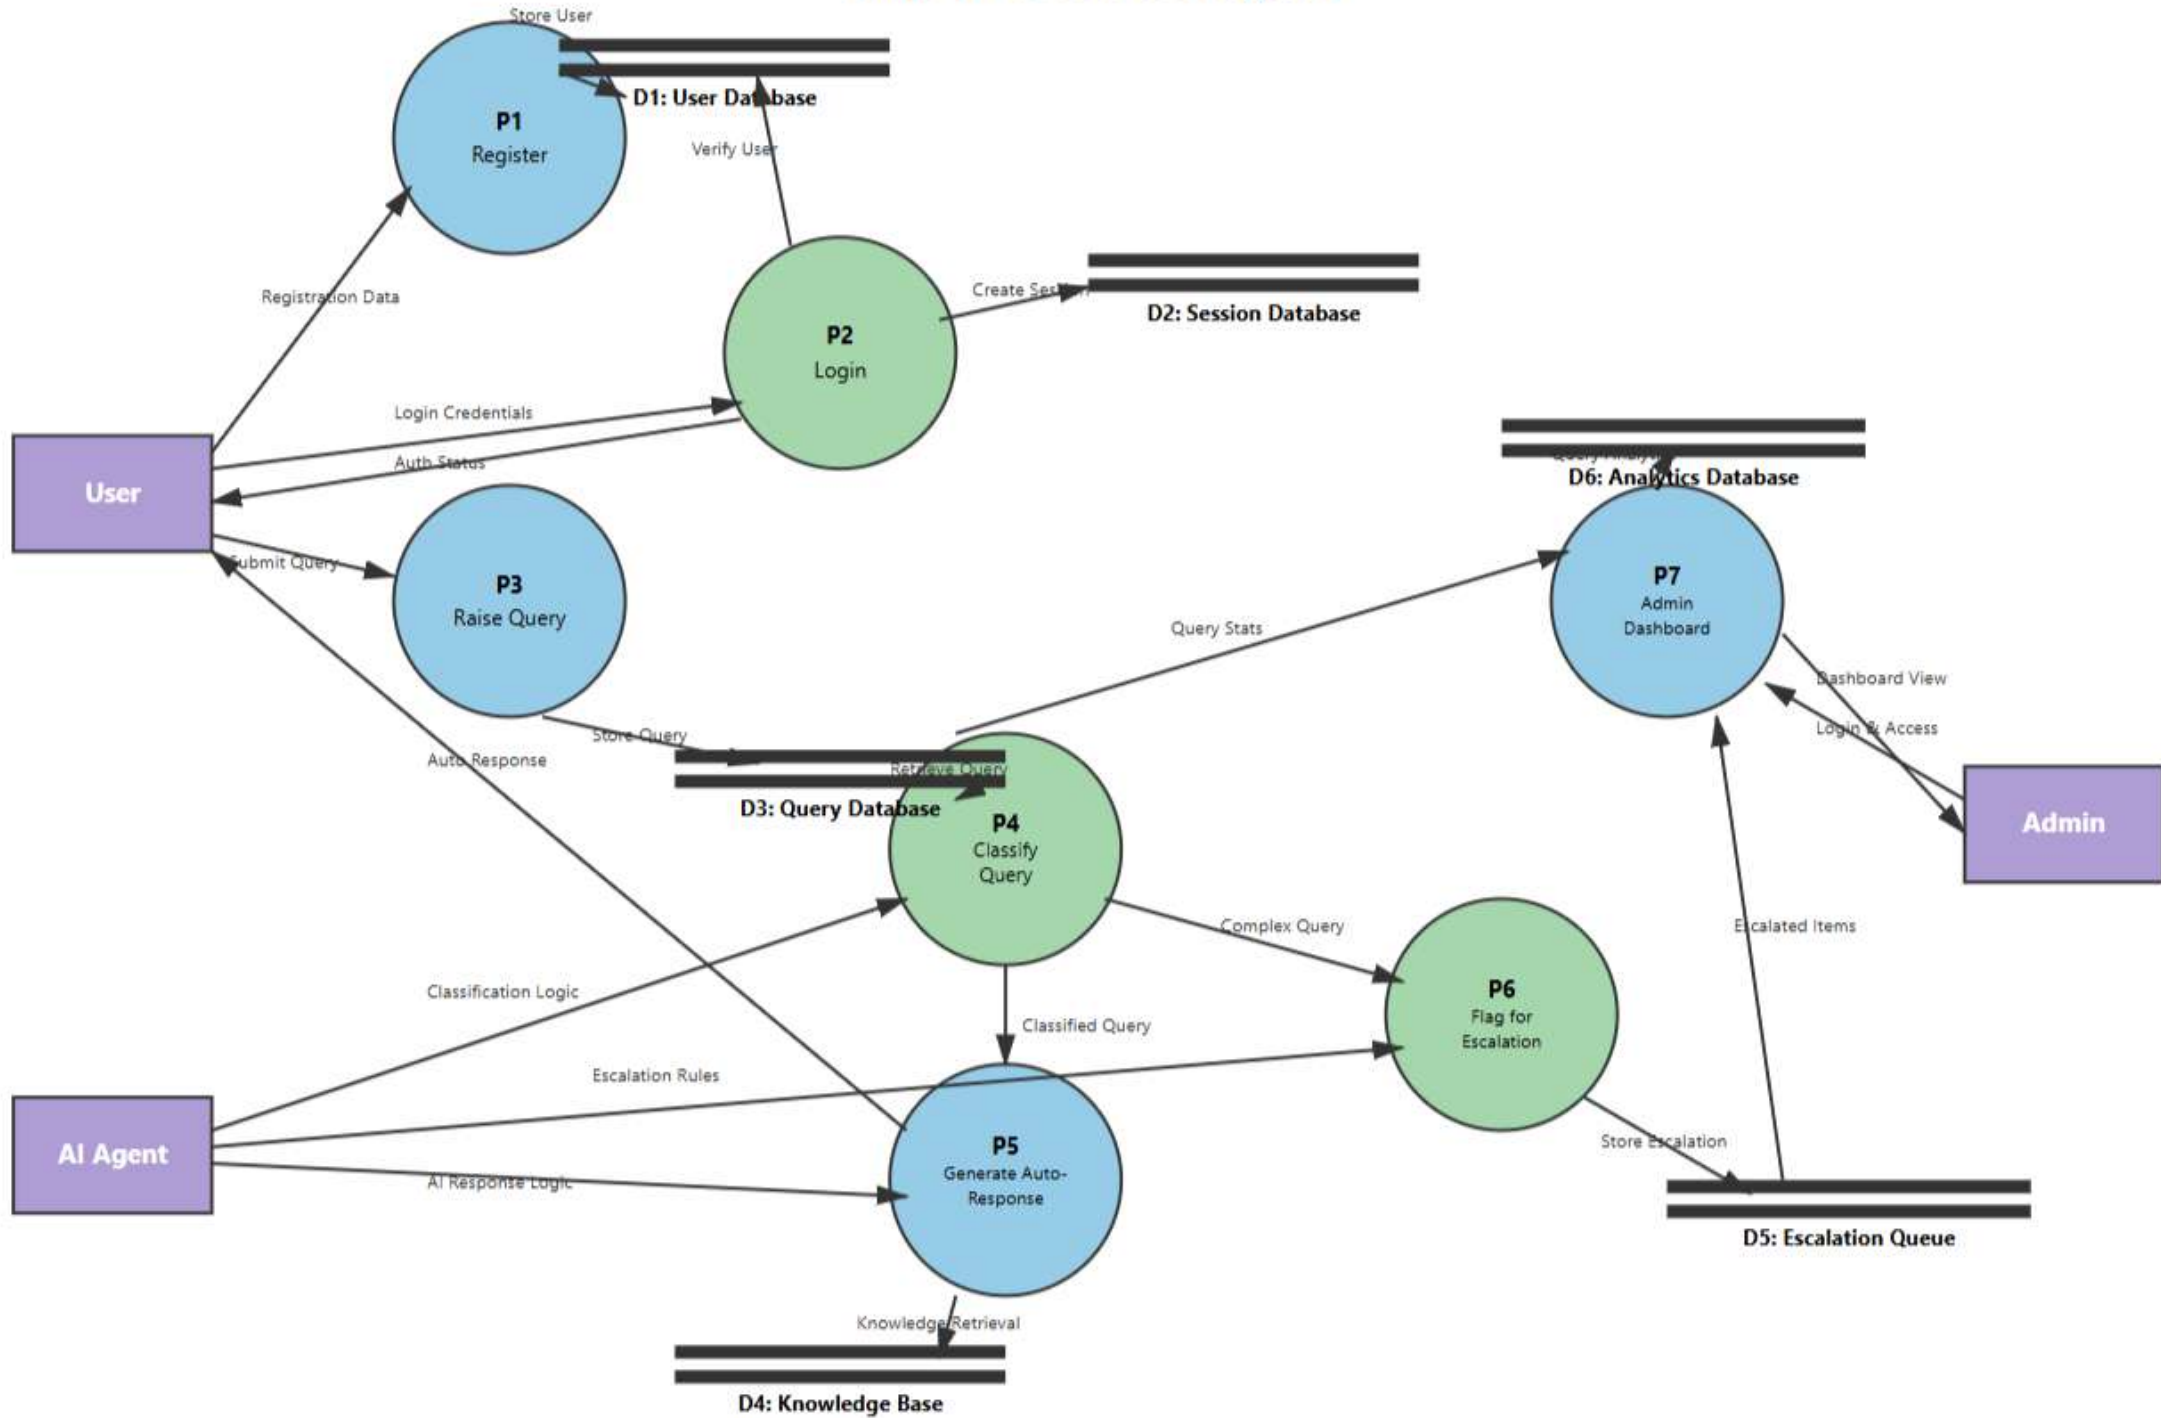 Store User
D1: User Database
P1
Register
Verify User
Registration Data
Create Session
D2: Session Database
P2
Login
Login Credentials
Auth Status
User
Submit Query
P3
Raise Query
Query Analytics
D6: Analytics Database
P7
Admin
Dashboard
Query Stats
Dashboard View
Login & Access
Store Query
Auto Response
Retrieve Query
D3: Query Database
P4
Classify
Query
Admin
Complex Query
Escalated Items
Classification Logic
P6
Flag for
Escalation
Classified Query
Escalation Rules
AI Agent
P5
Generate Auto-
Response
AI Response Logic
Store Escalation
D5: Escalation Queue
Knowledge Retrieval
D4: Knowledge Base